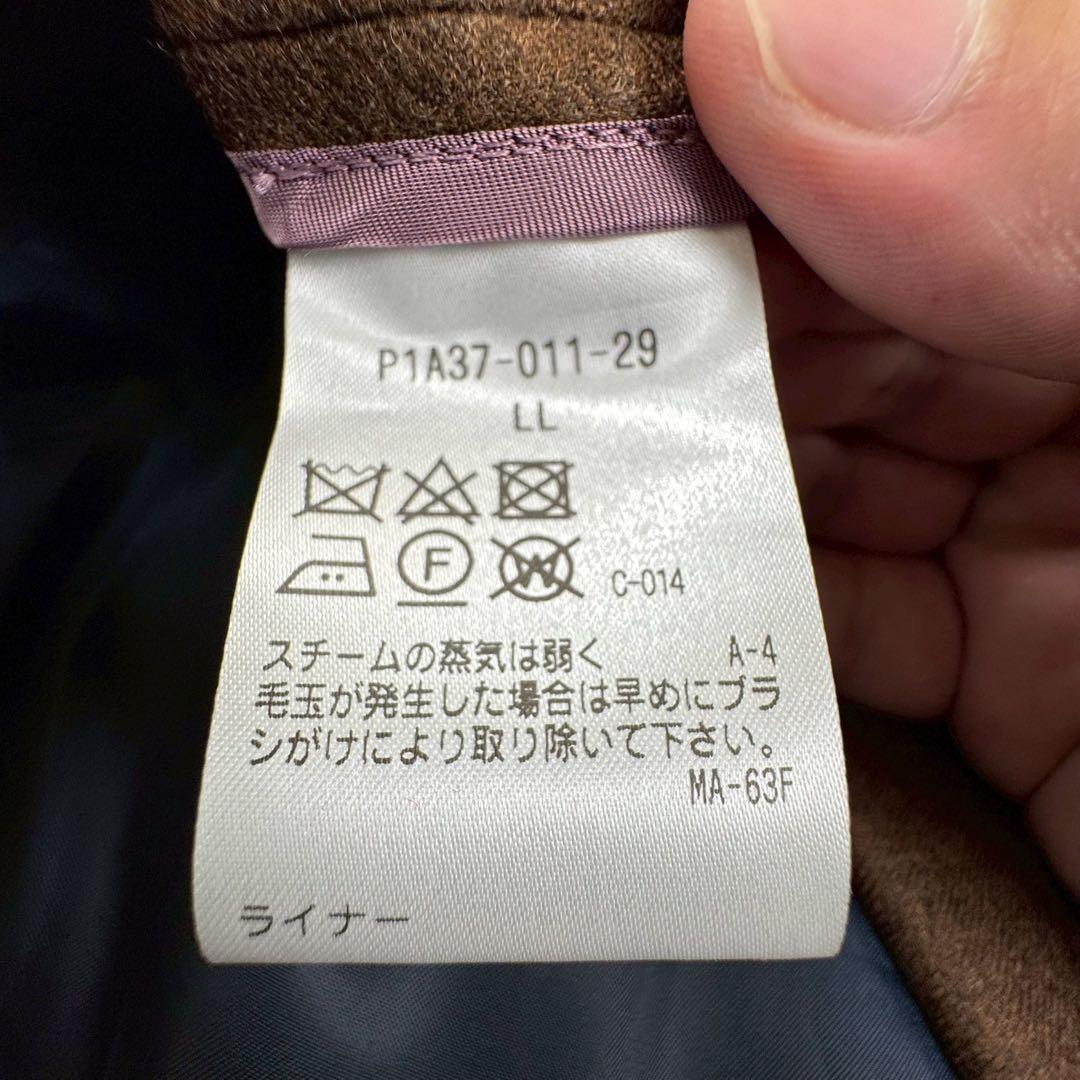 P1A37-011-29
LL
F W C-014
スチームの蒸気は弱く A-4
毛玉が発生した場合は早めにブラ
シがけにより取り除いて下さい。
MA-63F
ライナー